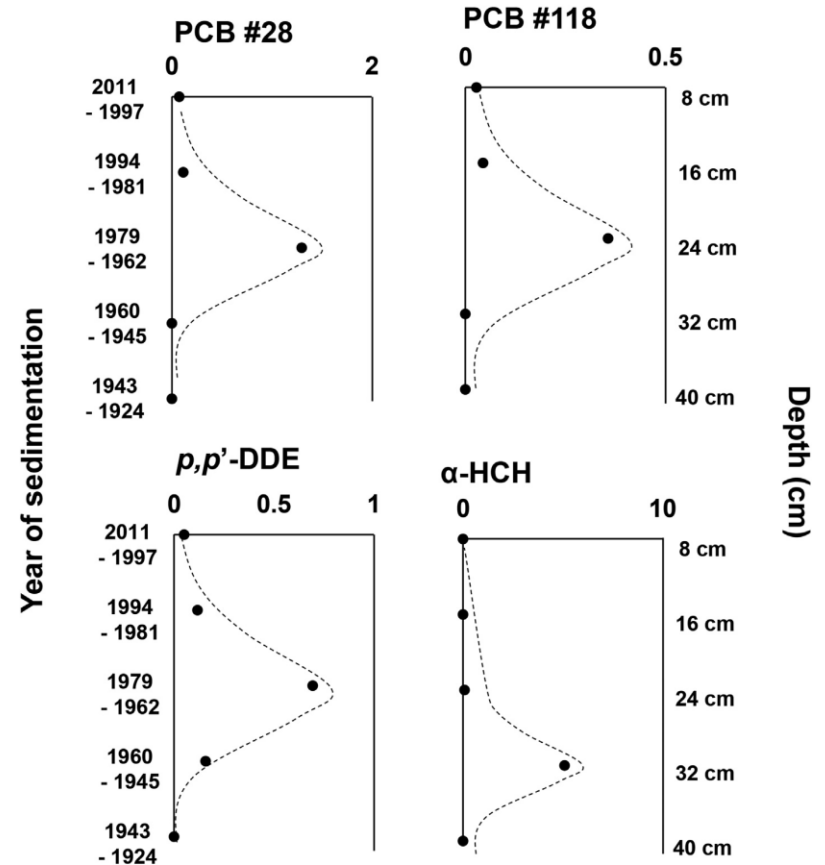 PCB #28
0 2
PCB #118
0 0.5
2011
- 1997
1994
- 1981
1979
- 1962
1960
- 1945
1943
- 1924
8 cm
16 cm
24 cm
32 cm
40 cm
Year of sedimentation
Depth (cm)
p,p’-DDE
0 0.5 1
α-HCH
0 10
2011
- 1997
1994
- 1981
1979
- 1962
1960
- 1945
1943
- 1924
8 cm
16 cm
24 cm
32 cm
40 cm